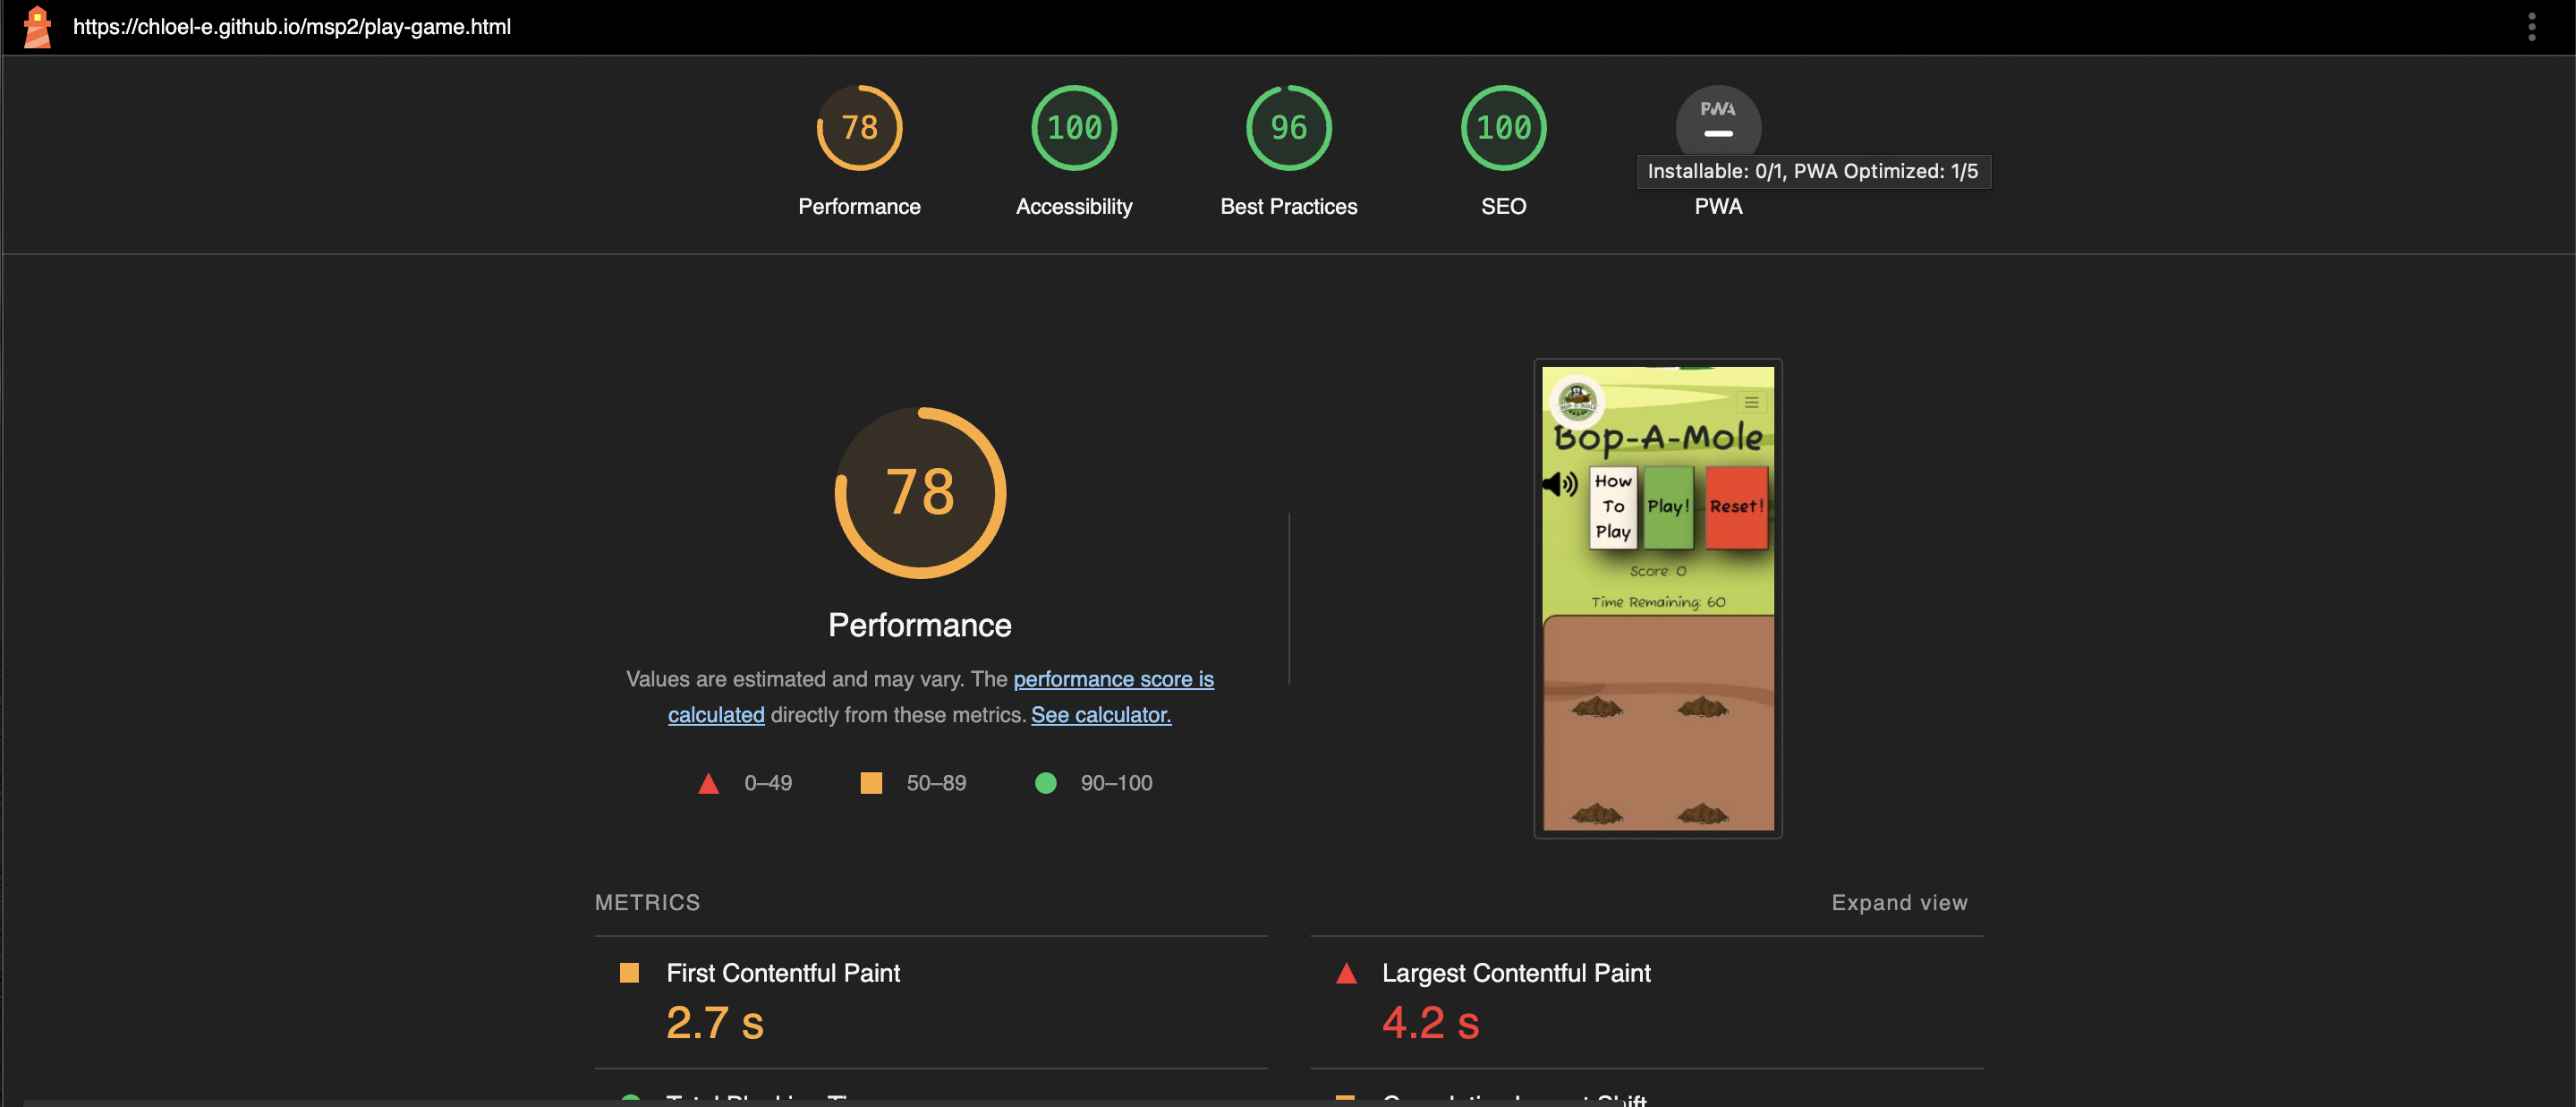 https://chloel-e.github.io/msp2/play-game.html
78
100
96
100
PWA
Installable: 0/1, PWA Optimized: 1/5
Performance
Accessibility
Best Practices
SEO
PWA
78
Performance
Values are estimated and may vary. The performance score is
calculated directly from these metrics. See calculator.
0–49
50–89
90–100
Bop-A-Mole
How
To
Play
Play!
Reset!
Score: 0
Time Remaining: 60
METRICS
Expand view
First Contentful Paint
2.7 s
Largest Contentful Paint
4.2 s